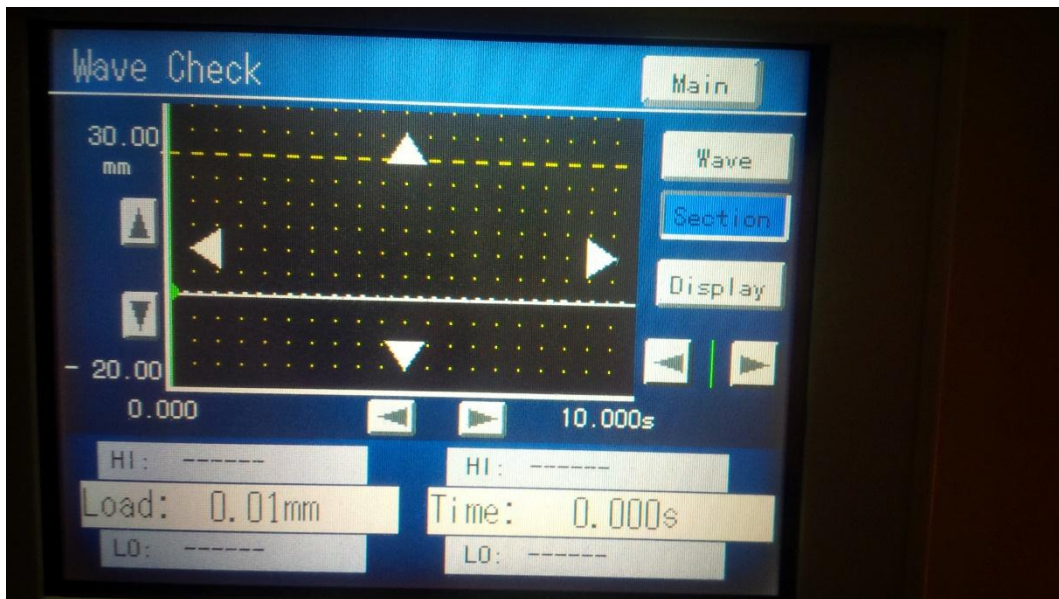 Wave Check
Main
30.00
mm
Wave
Section
Display
- 20.00
0.000
10.000s
HI: ------
HI: ------
Load: 0.01mm
Time: 0.000s
LO: ------
LO: ------